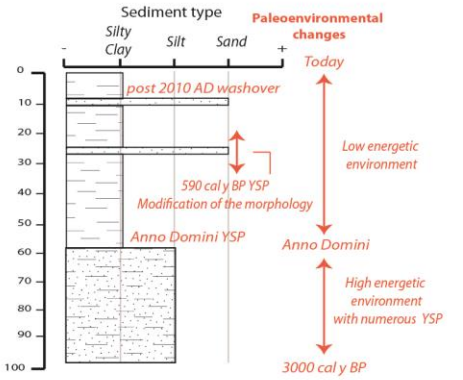 Sediment type
Paleoenvironmental
changes
Silty
Clay
Silt
Sand
-
+
Today
0
post 2010 AD washover
10
20
Low energetic
environment
30
590 cal y BP YSP
40
Modification of the morphology
50
Anno Domini YSP
Anno Domini
60
70
High energetic
environment
with numerous YSP
80
90
100
3000 cal y BP